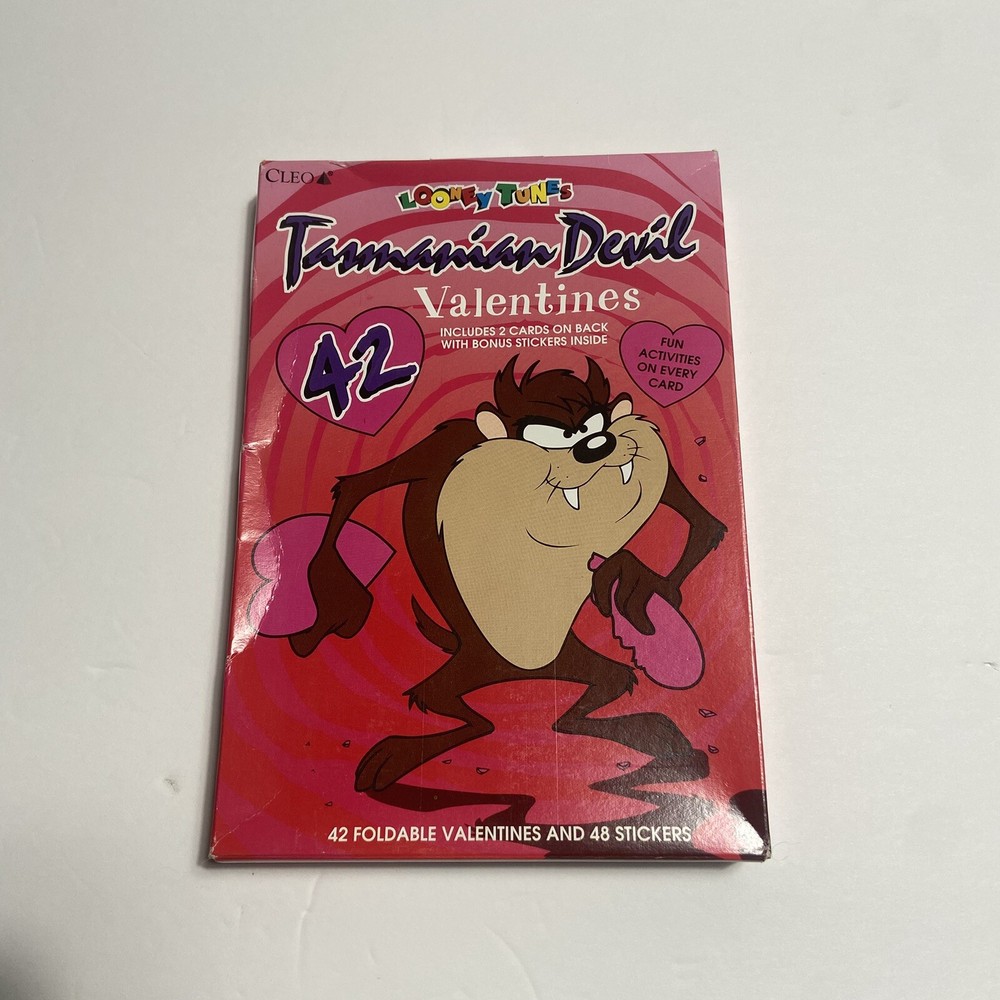 CLEO
LOONEY TUNES
Tasmanian Devil
Valentines
INCLUDES 2 CARDS ON BACK
WITH BONUS STICKERS INSIDE
42
FUN
ACTIVITIES
ON EVERY
CARD
42 FOLDABLE VALENTINES AND 48 STICKERS